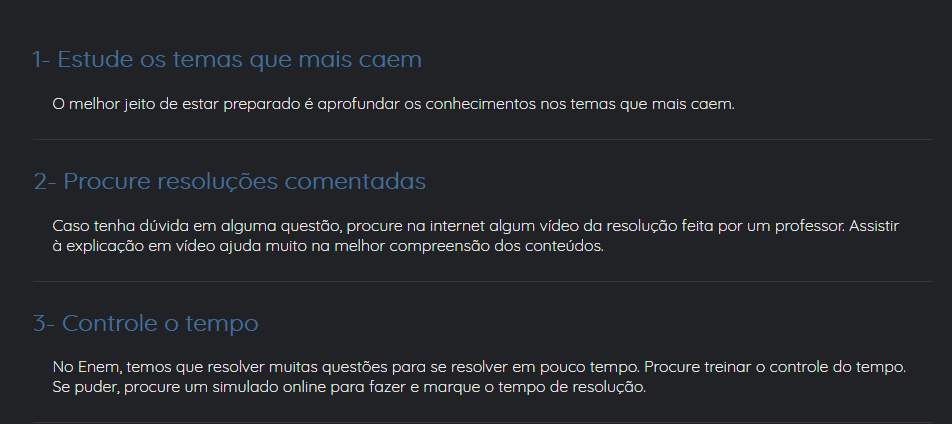 1- Estude os temas que mais caem
O melhor jeito de estar preparado é aprofundar os conhecimentos nos temas que mais caem.
2- Procure resoluções comentadas
Caso tenha dúvida em alguma questão, procure na internet algum vídeo da resolução feita por um professor. Assistir
à explicação em vídeo ajuda muito na melhor compreensão dos conteúdos.
3- Controle o tempo
No Enem, temos que resolver muitas questões para se resolver em pouco tempo. Procure treinar o controle do tempo.
Se puder, procure um simulado online para fazer e marque o tempo de resolução.